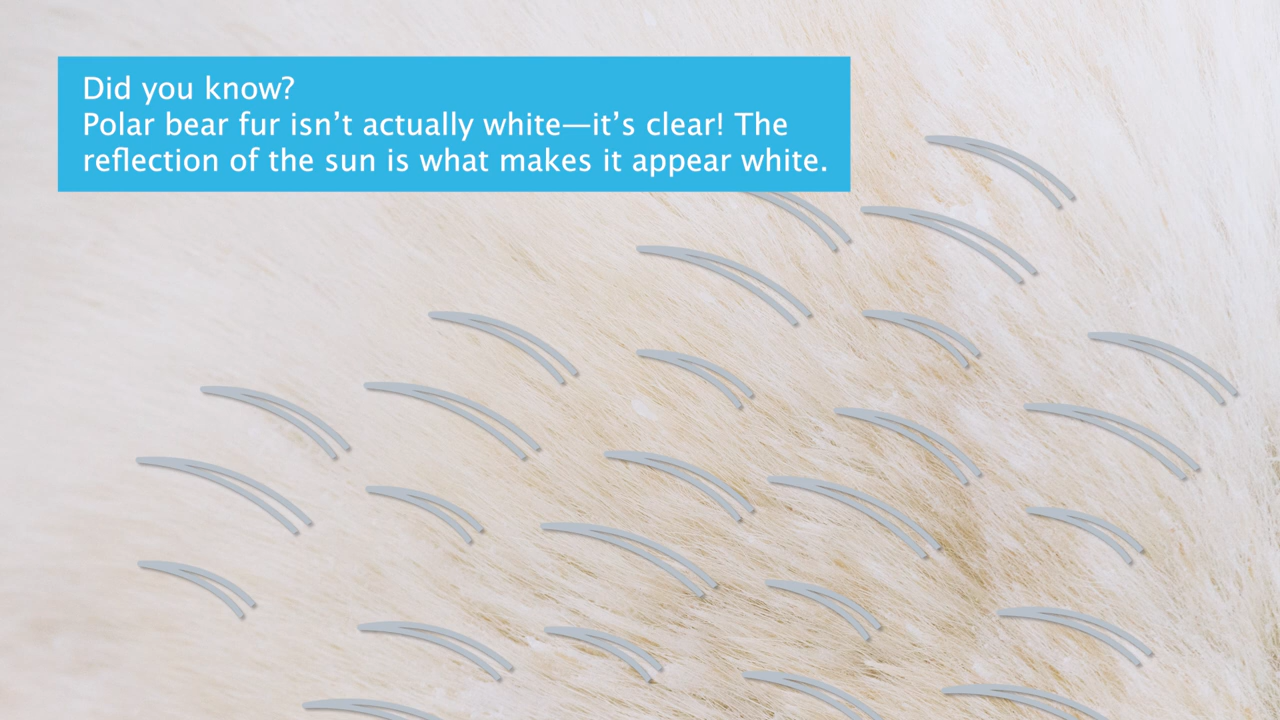 Did you know?
Polar bear fur isn’t actually white—it’s clear! The
reflection of the sun is what makes it appear white.